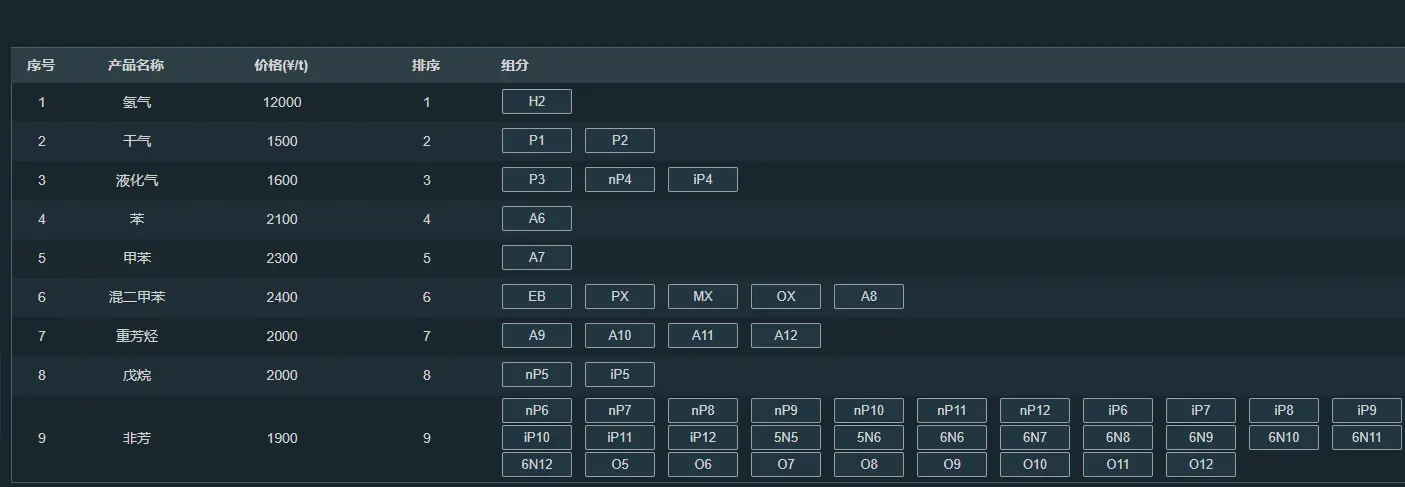 序号 产品名称 价格(¥/t) 排序 组分
1 氢气 12000 1 H2
2 干气 1500 2 P1 P2
3 液化气 1600 3 P3 nP4 iP4
4 苯 2100 4 A6
5 甲苯 2300 5 A7
6 混二甲苯 2400 6 EB PX MX OX A8
7 重芳烃 2000 7 A9 A10 A11 A12
8 戊烷 2000 8 nP5 iP5
nP6 nP7 nP8 nP9 nP10 nP11 nP12 iP6 iP7 iP8 iP9
9 非芳 1900 9 iP10 iP11 iP12 5N5 5N6 6N6 6N7 6N8 6N9 6N10 6N11
6N12 O5 O6 O7 O8 O9 O10 O11 O12